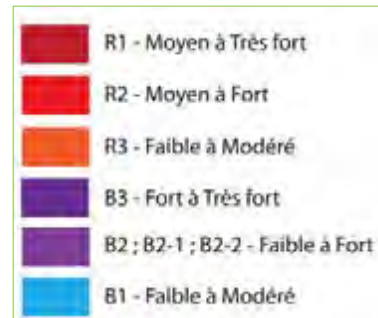 R1 - Moyen à Très fort
R2 - Moyen à Fort
R3 - Faible à Modéré
B3 - Fort à Très fort
B2 ; B2-1 ; B2-2 - Faible à Fort
B1 - Faible à Modéré